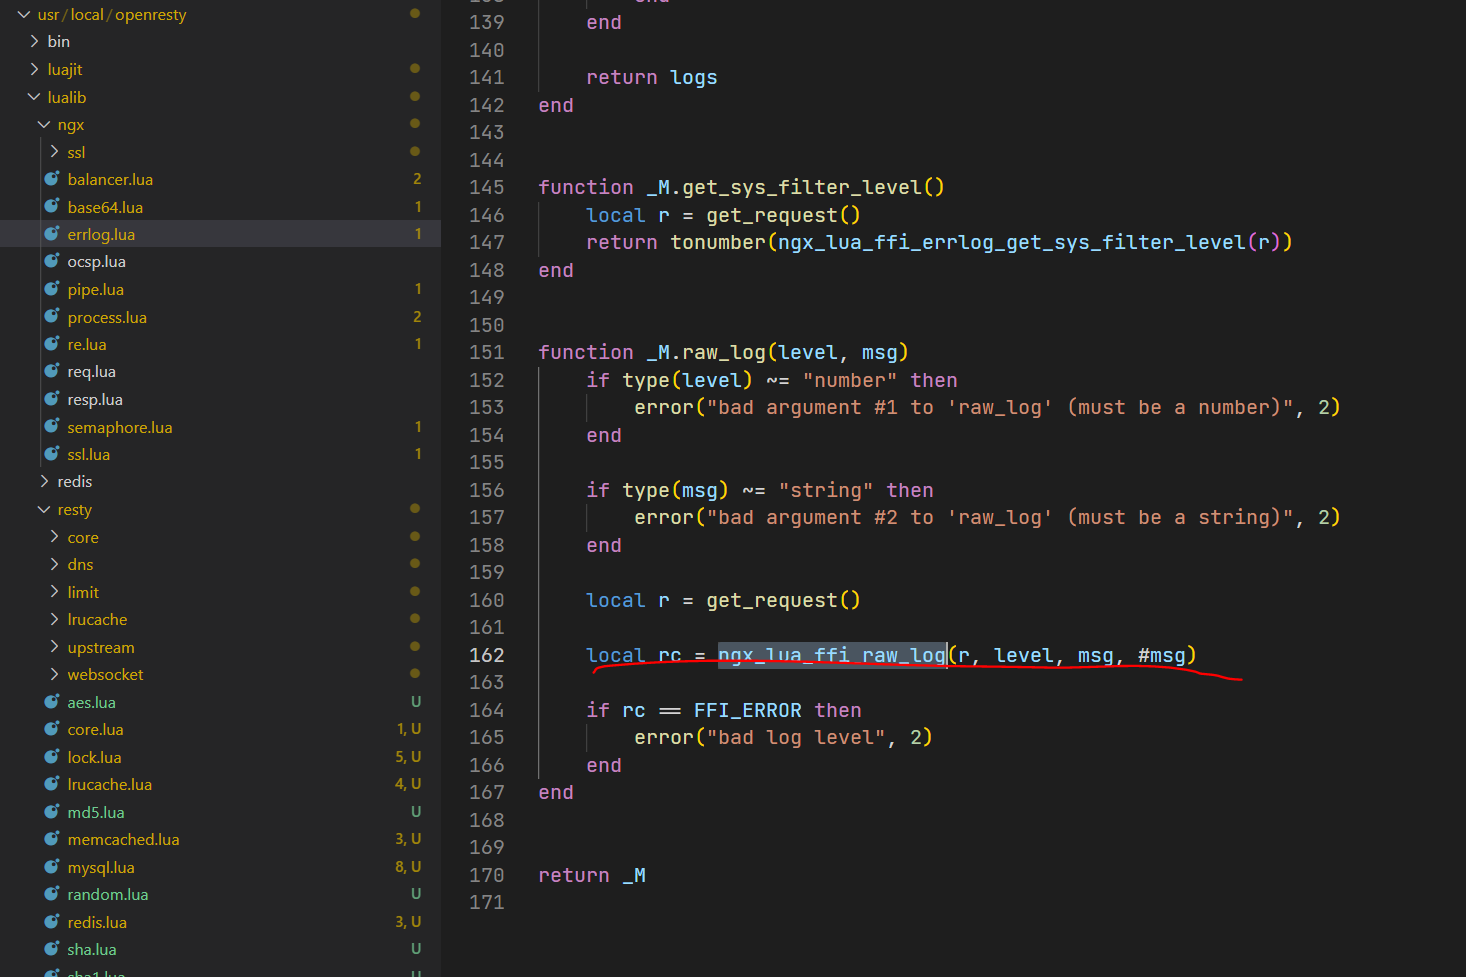 usr / local / openresty
bin
luajit
lualib
ngx
ssl
balancer.lua 2
base64.lua 1
errlog.lua 1
ocsp.lua
pipe.lua 1
process.lua 2
re.lua 1
req.lua
resp.lua
semaphore.lua 1
ssl.lua 1
redis
resty
core
dns
limit
lrucache
upstream
websocket
aes.lua U
core.lua 1, U
lock.lua 5, U
lrucache.lua 4, U
md5.lua U
memcached.lua 3, U
mysql.lua 8, U
random.lua U
redis.lua 3, U
sha.lua U
sha1.lua U
138 end
139 end
140
141 return logs
142 end
143
144
145 function _M.get_sys_filter_level()
146 local r = get_request()
147 return tonumber(ngx_lua_ffi_errlog_get_sys_filter_level(r))
148 end
149
150
151 function _M.raw_log(level, msg)
152 if type(level) ~= "number" then
153 error("bad argument #1 to 'raw_log' (must be a number)", 2)
154 end
155
156 if type(msg) ~= "string" then
157 error("bad argument #2 to 'raw_log' (must be a string)", 2)
158 end
159
160 local r = get_request()
161
162 local rc = ngx_lua_ffi_raw_log(r, level, msg, #msg)
163
164 if rc == FFI_ERROR then
165 error("bad log level", 2)
166 end
167 end
168
169
170 return _M
171